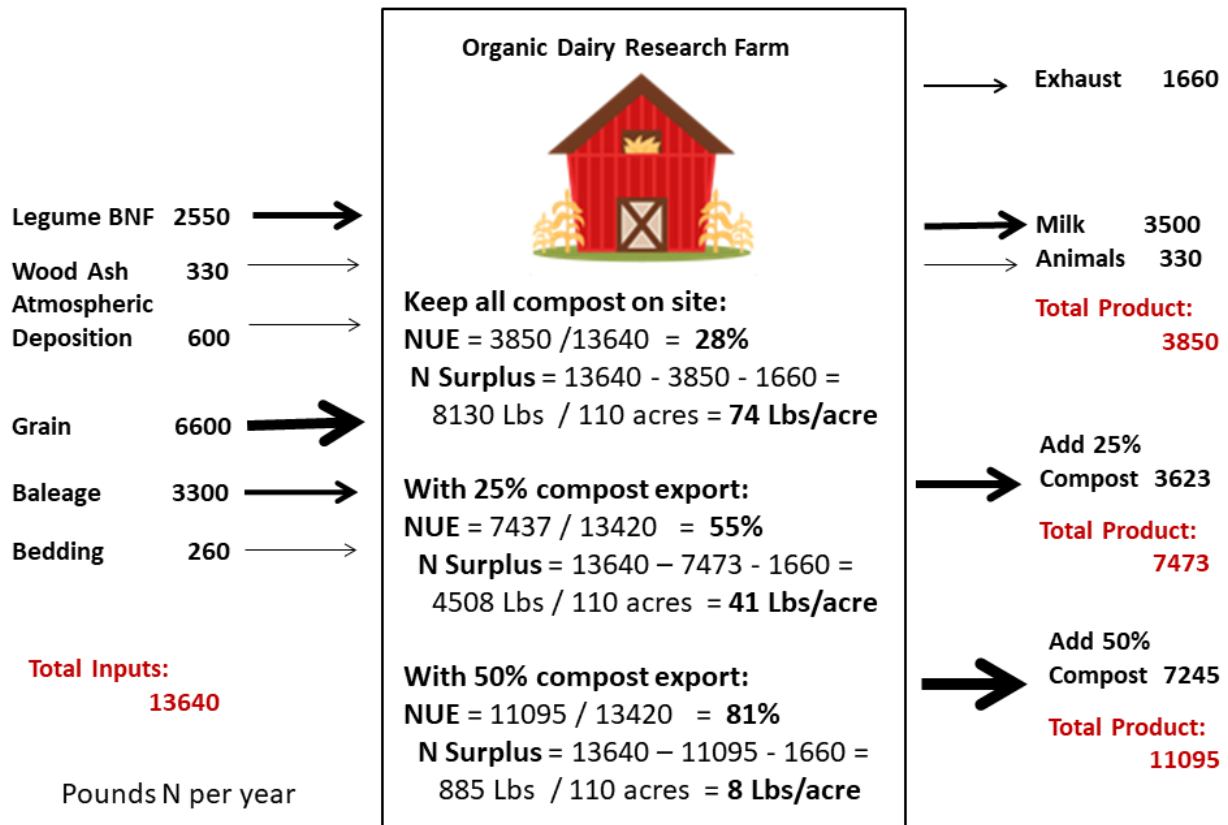 Organic Dairy Research Farm
Legume BNF 2550
Wood Ash 330
Atmospheric
Deposition 600
Grain 6600
Baleage 3300
Bedding 260
Total Inputs:
13640
Pounds N per year
Keep all compost on site:
NUE = 3850 /13640 = 28%
N Surplus = 13640 - 3850 - 1660 =
8130 Lbs / 110 acres = 74 Lbs/acre
With 25% compost export:
NUE = 7437 / 13420 = 55%
N Surplus = 13640 – 7473 - 1660 =
4508 Lbs / 110 acres = 41 Lbs/acre
With 50% compost export:
NUE = 11095 / 13420 = 81%
N Surplus = 13640 – 11095 - 1660 =
885 Lbs / 110 acres = 8 Lbs/acre
Exhaust 1660
Milk 3500
Animals 330
Total Product:
3850
Add 25%
Compost 3623
Total Product:
7473
Add 50%
Compost 7245
Total Product:
11095